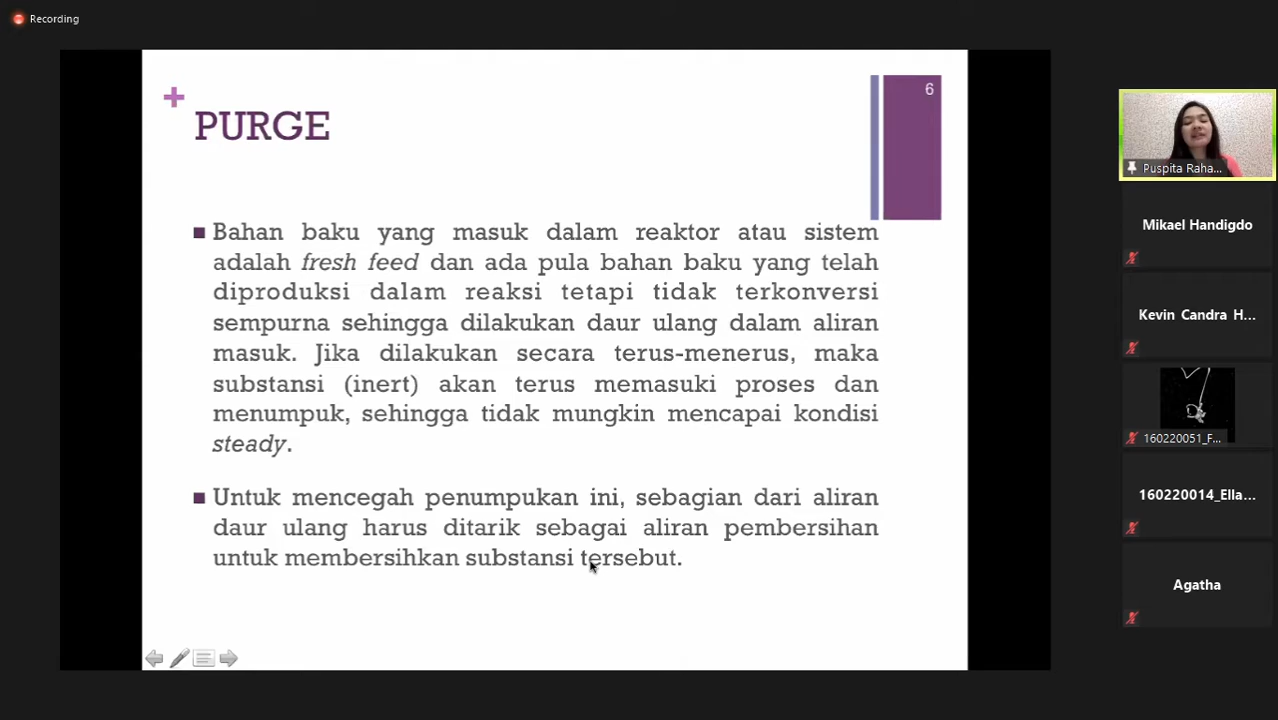 Recording
6
+
PURGE
Bahan baku yang masuk dalam reaktor atau sistem
adalah fresh feed dan ada pula bahan baku yang telah
diproduksi dalam reaksi tetapi tidak terkonversi
sempurna sehingga dilakukan daur ulang dalam aliran
masuk. Jika dilakukan secara terus-menerus, maka
substansi (inert) akan terus memasuki proses dan
menumpuk, sehingga tidak mungkin mencapai kondisi
steady.
Untuk mencegah penumpukan ini, sebagian dari aliran
daur ulang harus ditarik sebagai aliran pembersihan
untuk membersihkan substansi tersebut.
Puspita Raha...
Mikael Handigdo
Kevin Candra H...
160220051_F...
160220014_Ella...
Agatha